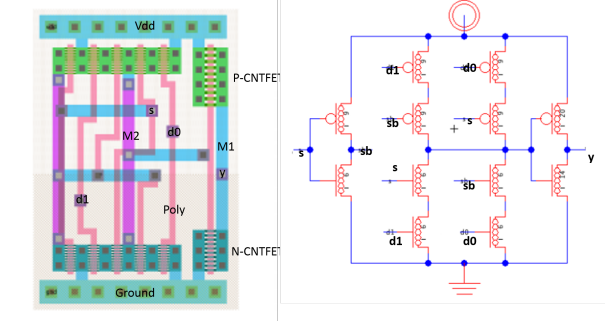 Vdd
P-CNTFET
s
d0
M2
M1
y
d1
Poly
N-CNTFET
Ground
d1
d0
sb
s
s
sb
y
s
sb
d1
d0